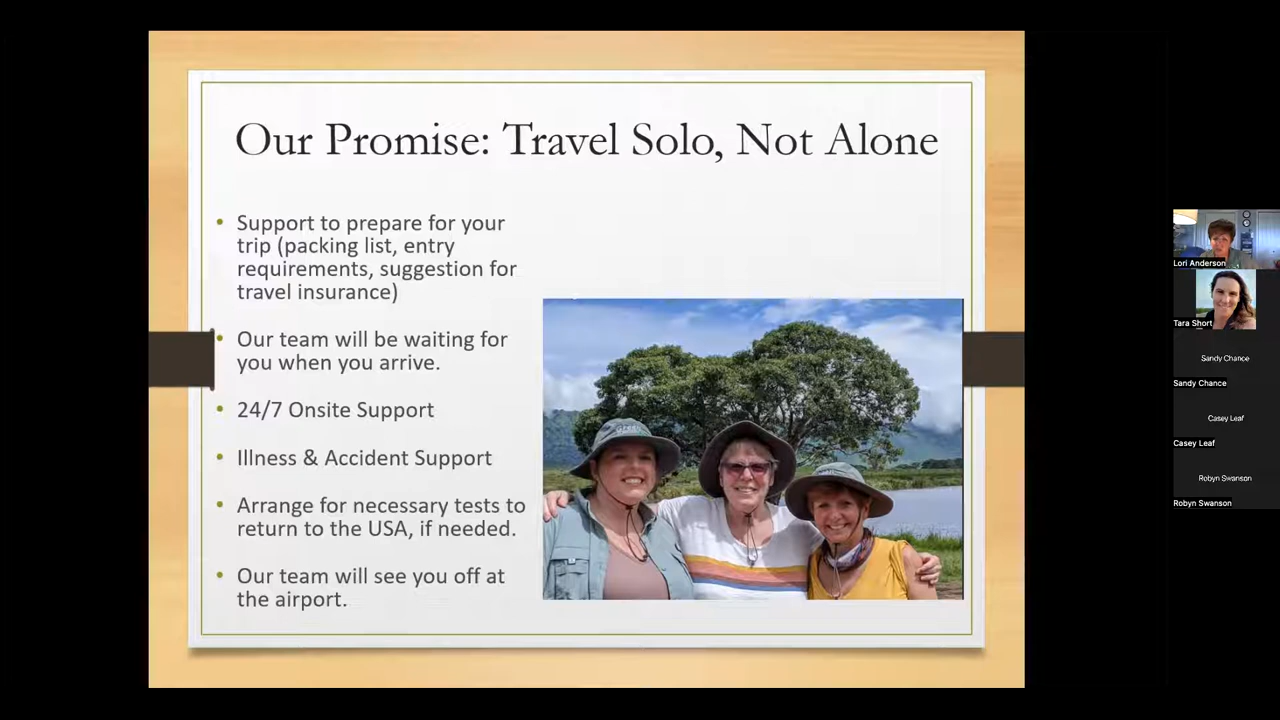 Our Promise: Travel Solo, Not Alone
• Support to prepare for your
trip (packing list, entry
requirements, suggestion for
travel insurance)
• Our team will be waiting for
you when you arrive.
• 24/7 Onsite Support
• Illness & Accident Support
• Arrange for necessary tests to
return to the USA, if needed.
• Our team will see you off at
the airport.
Lori Anderson
Tara Short
Sandy Chance
Sandy Chance
Casey Leaf
Casey Leaf
Robyn Swanson
Robyn Swanson